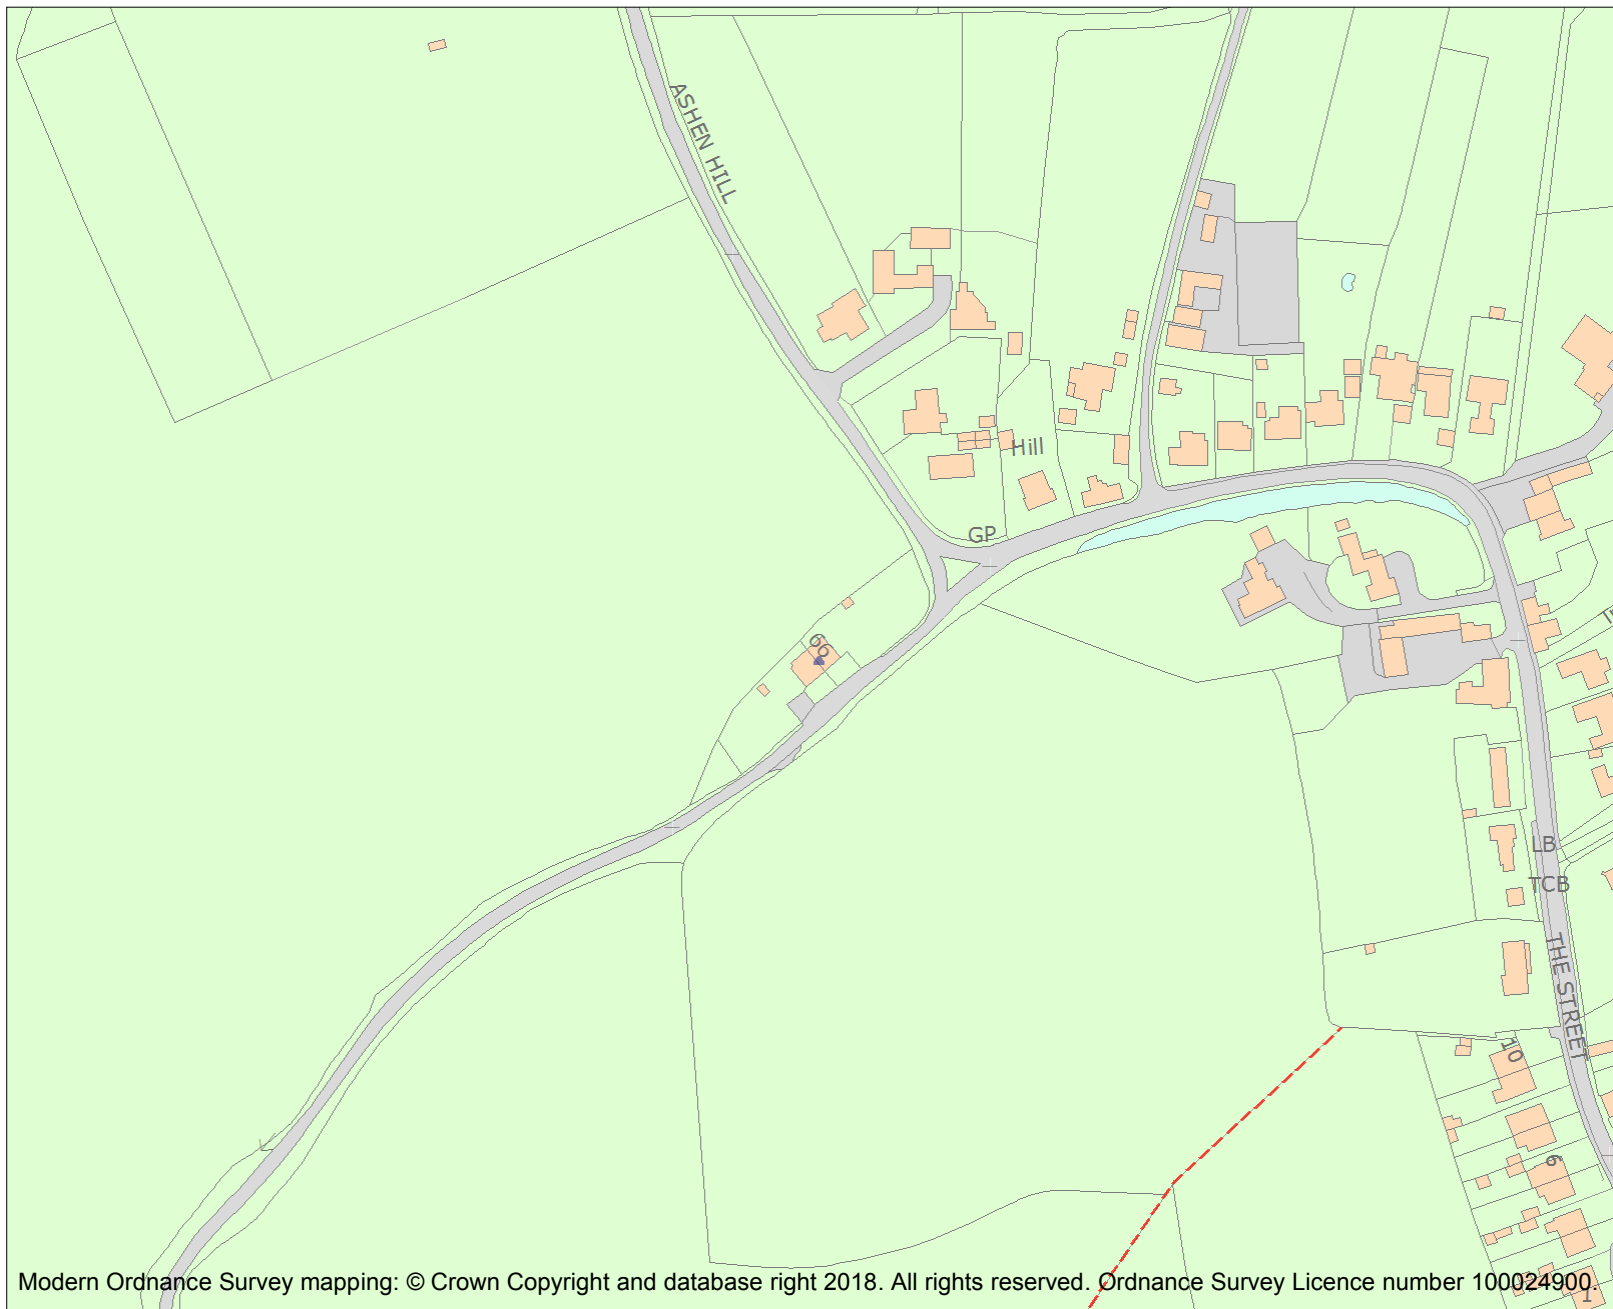 ASHEN HILL
Hill
GP
66
LB
TCB
THE STREET
10
6
1
Modern Ordnance Survey mapping: © Crown Copyright and database right 2018. All rights reserved. Ordnance Survey Licence number 100024900.